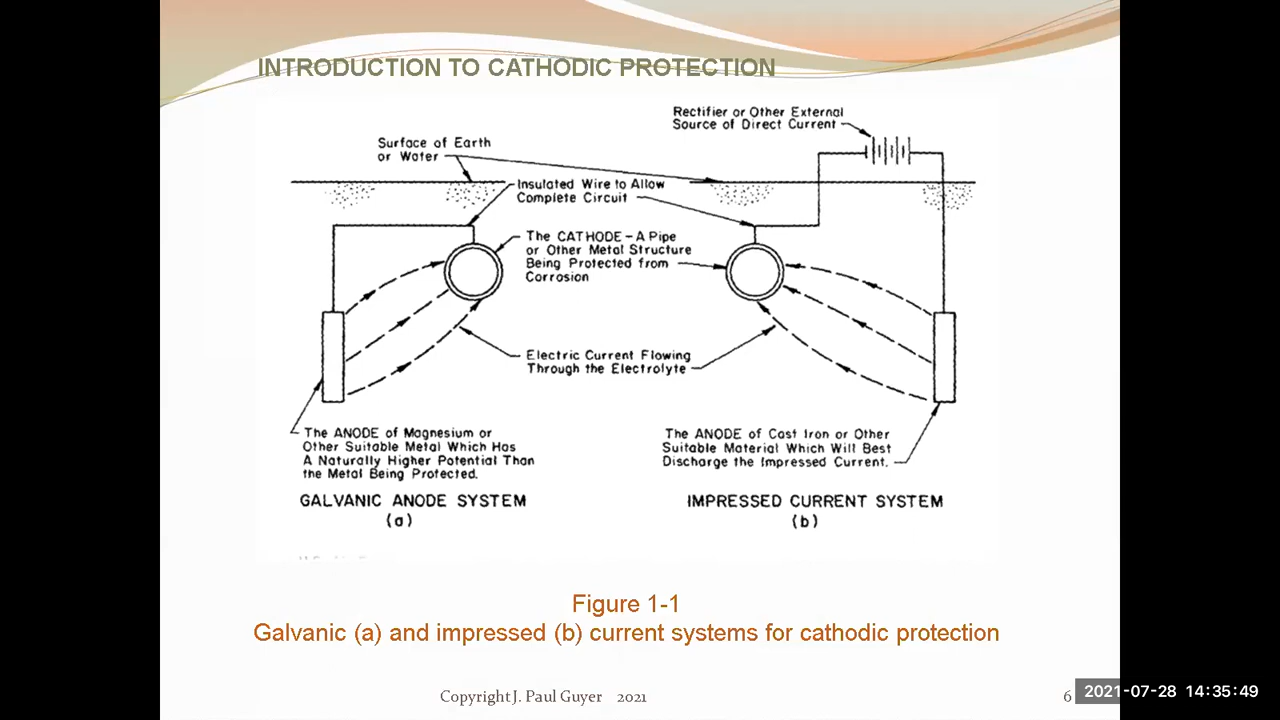 INTRODUCTION TO CATHODIC PROTECTION
Rectifier or Other External
Source of Direct Current
Surface of Earth
or Water
Insulated Wire to Allow
Complete Circuit
The CATHODE - A Pipe
or Other Metal Structure
Being Protected from
Corrosion
Electric Current Flowing
Through the Electrolyte
The ANODE of Magnesium or
Other Suitable Metal Which Has
A Naturally Higher Potential Than
the Metal Being Protected.
GALVANIC ANODE SYSTEM
(a)
The ANODE of Cast Iron or Other
Suitable Material Which Will Best
Discharge the Impressed Current.
IMPRESSED CURRENT SYSTEM
(b)
Figure 1-1
Galvanic (a) and impressed (b) current systems for cathodic protection
Copyright J. Paul Guyer 2021
6
2021-07-28 14:35:49